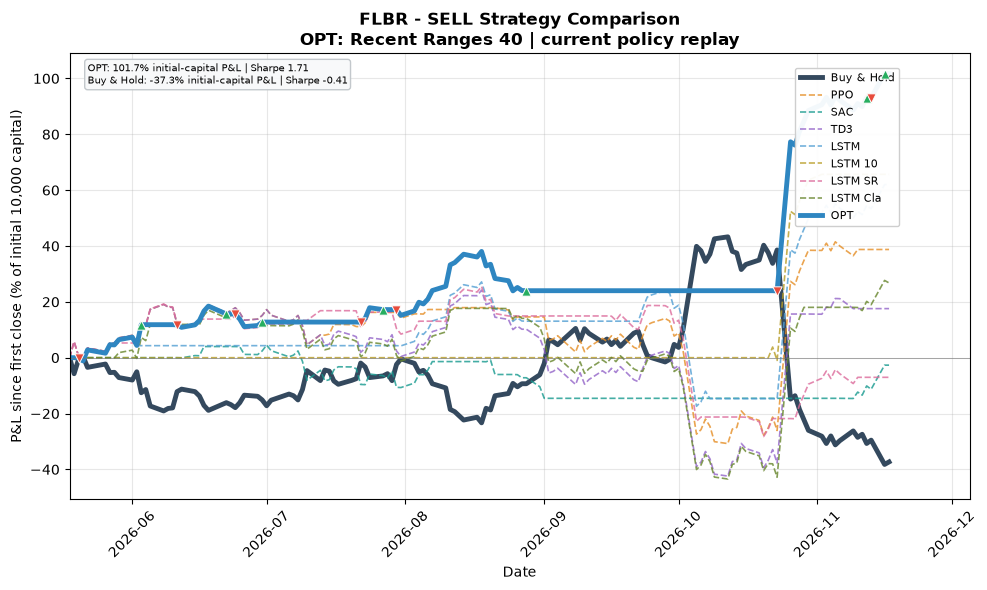 FLBR - SELL Strategy Comparison
OPT: Recent Ranges 40 | current policy replay
OPT: 101.7% initial-capital P&L | Sharpe 1.71
Buy & Hold: -37.3% initial-capital P&L | Sharpe -0.41
Buy & Hold
PPO
SAC
TD3
LSTM
LSTM 10
LSTM SR
LSTM Cla
OPT
P&L since first close (% of initial 10,000 capital)
100
80
60
40
20
0
−20
−40
2026-06
2026-07
2026-08
2026-09
2026-10
2026-11
2026-12
Date